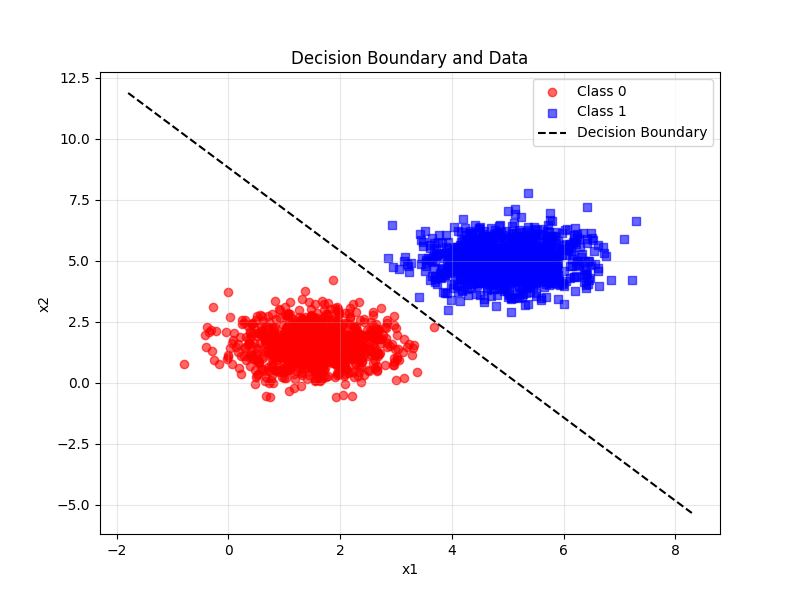 Decision Boundary and Data
Class 0
Class 1
Decision Boundary
x2
12.5
10.0
7.5
5.0
2.5
0.0
−2.5
−5.0
−2 0 2 4 6 8
x1